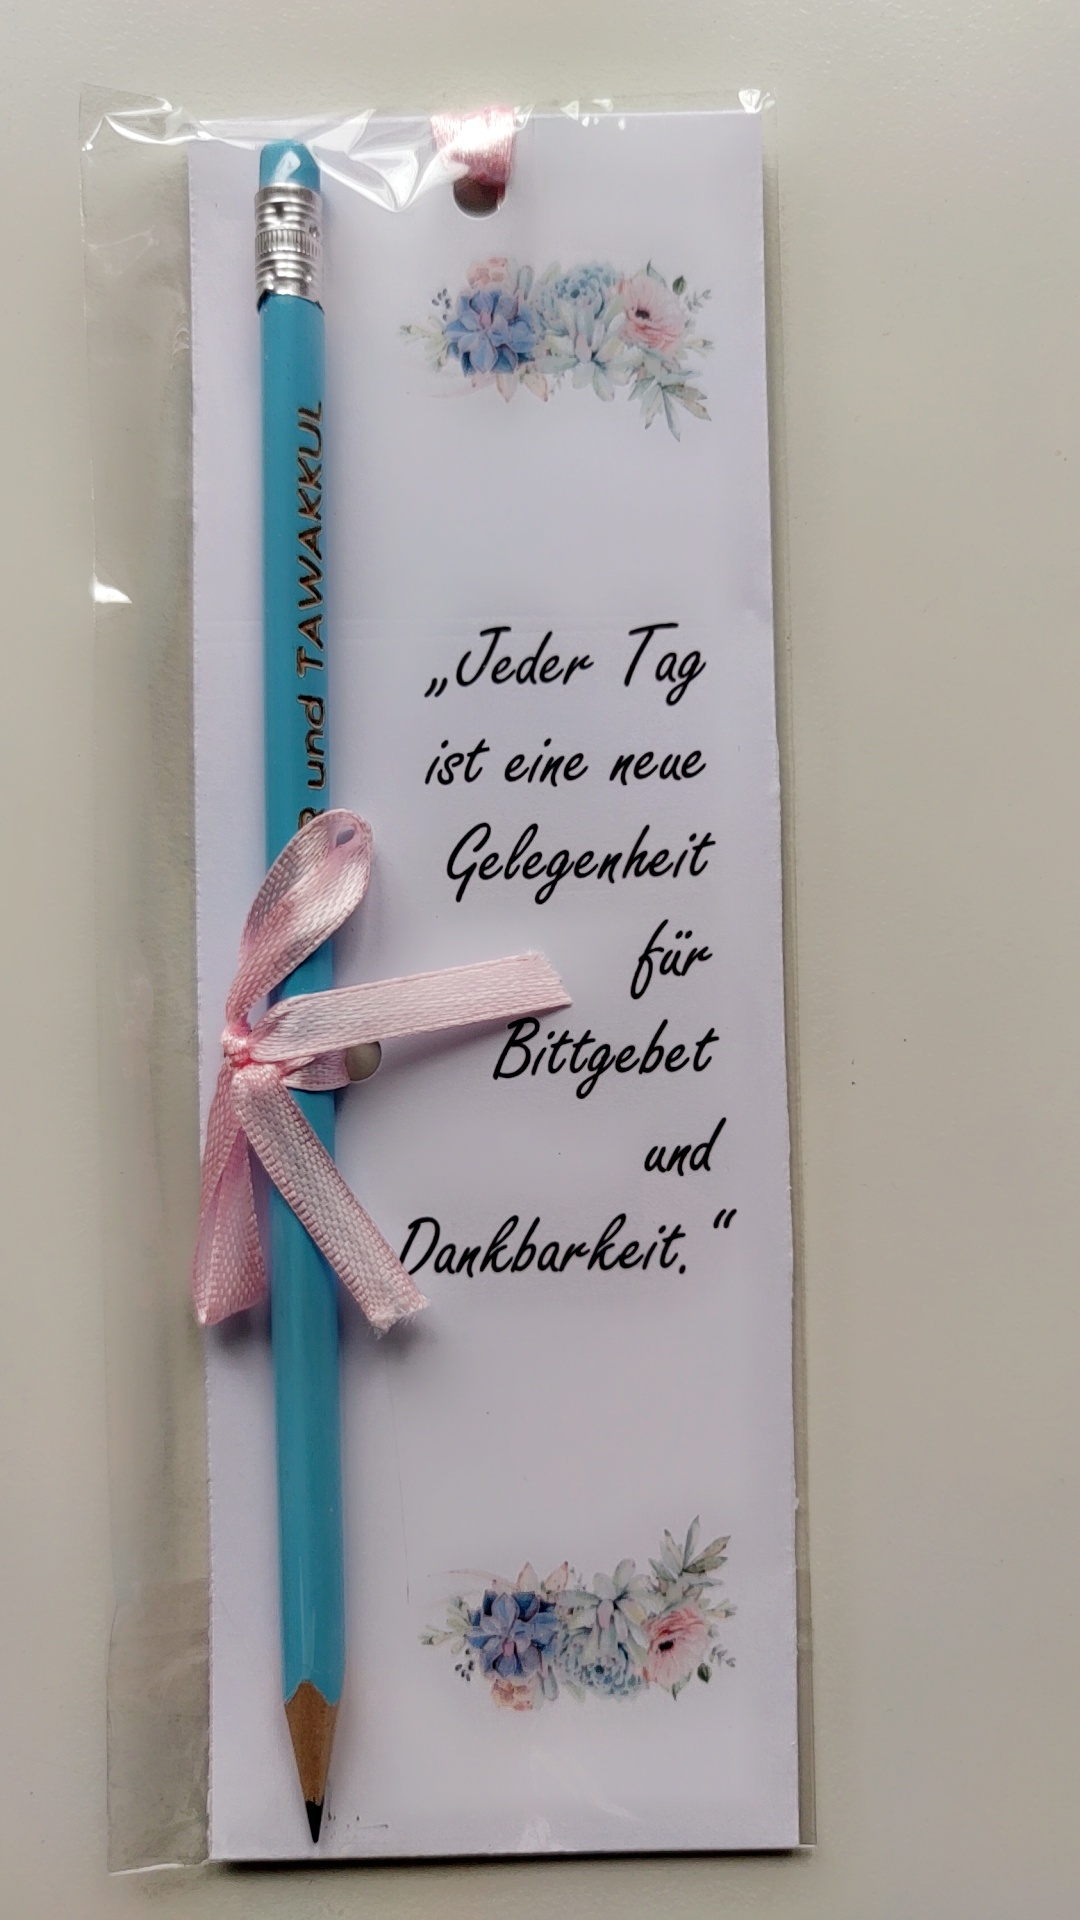 und TAWAKKUL
„Jeder Tag
ist eine neue
Gelegenheit
für
Bittgebet
und
Dankbarkeit.“